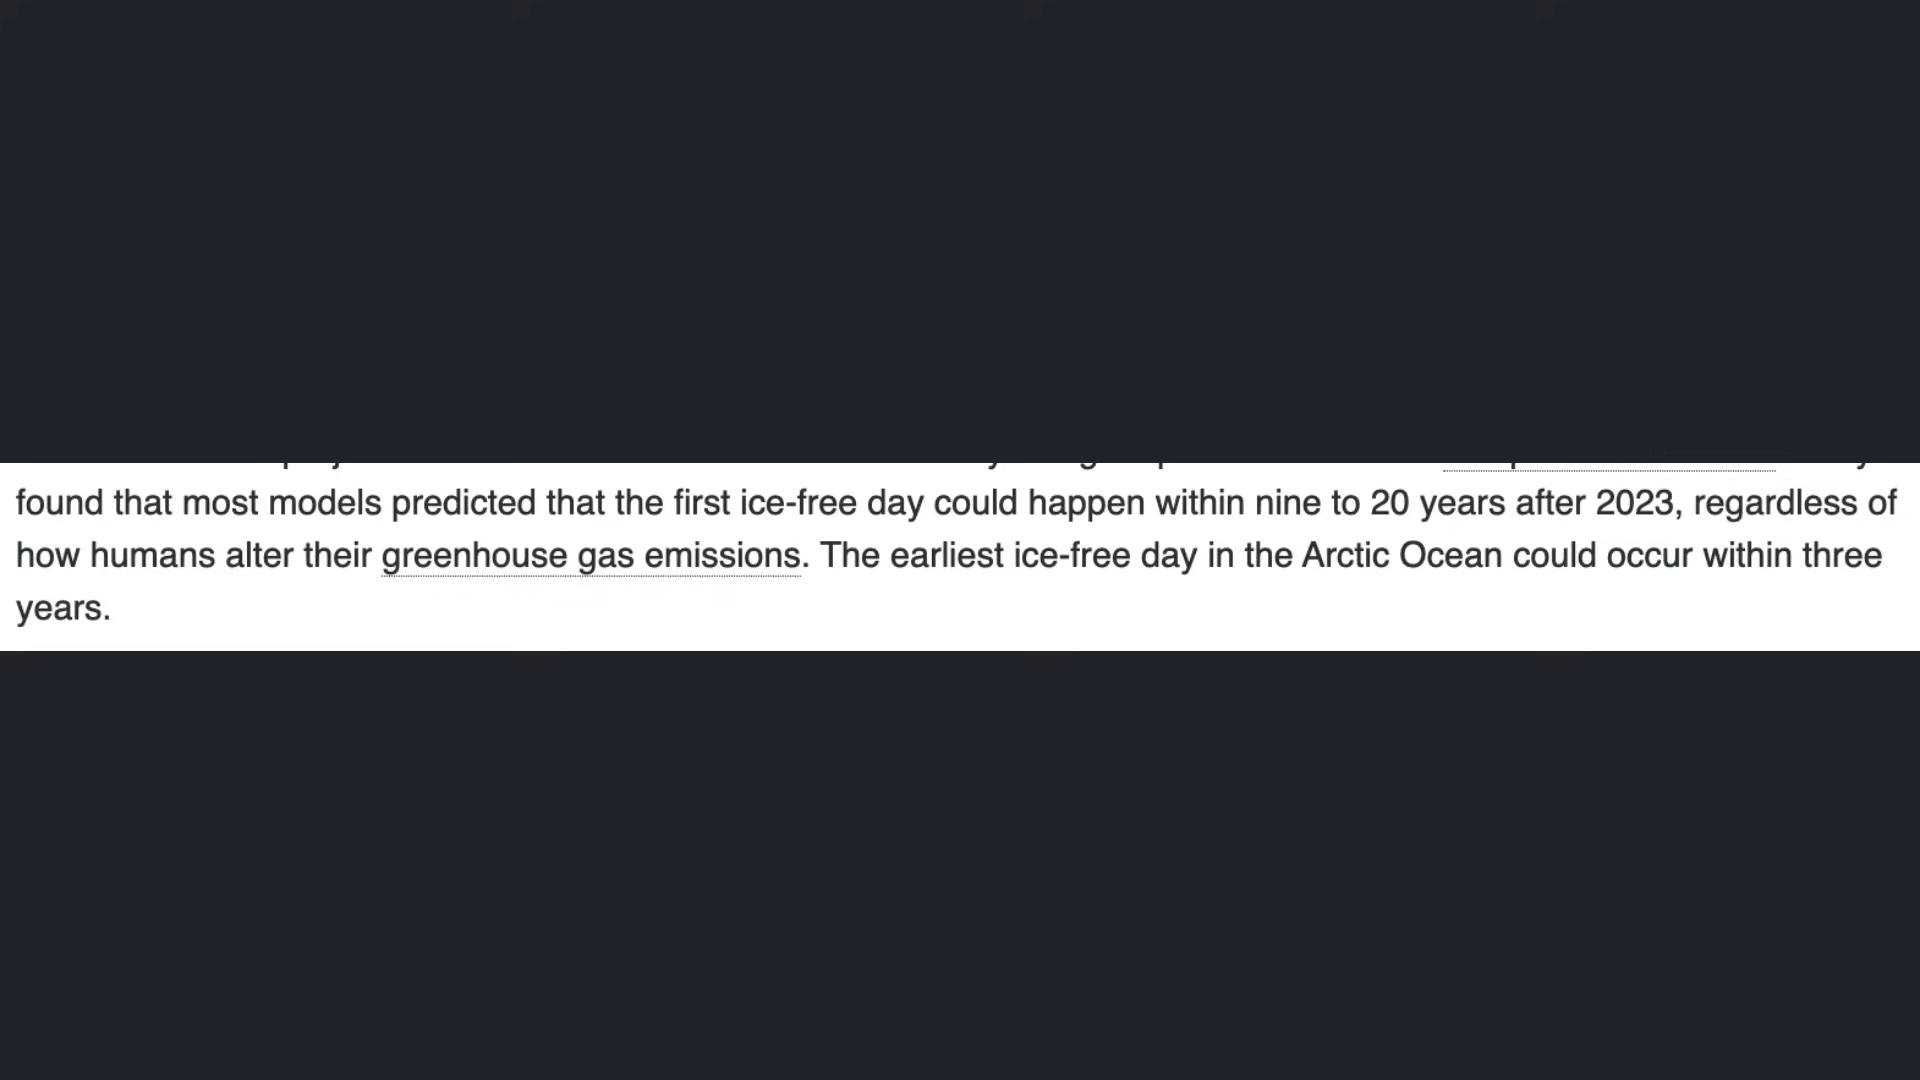 found that most models predicted that the first ice-free day could happen within nine to 20 years after 2023, regardless of
how humans alter their greenhouse gas emissions. The earliest ice-free day in the Arctic Ocean could occur within three
years.